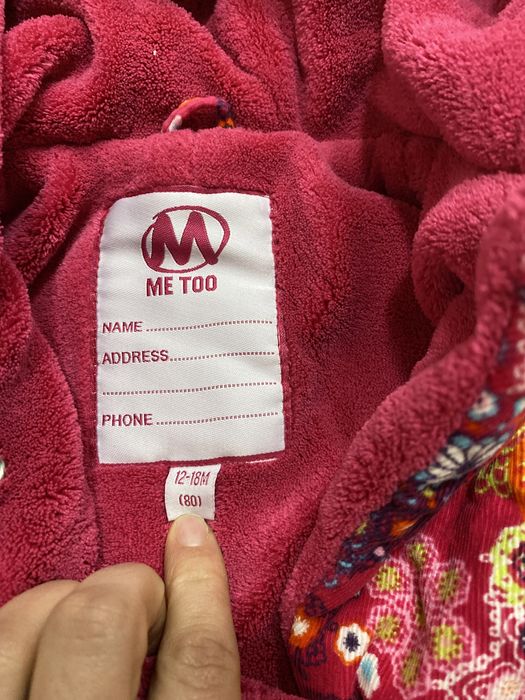 M
ME TOO
NAME
ADDRESS
PHONE
12-18M
(80)